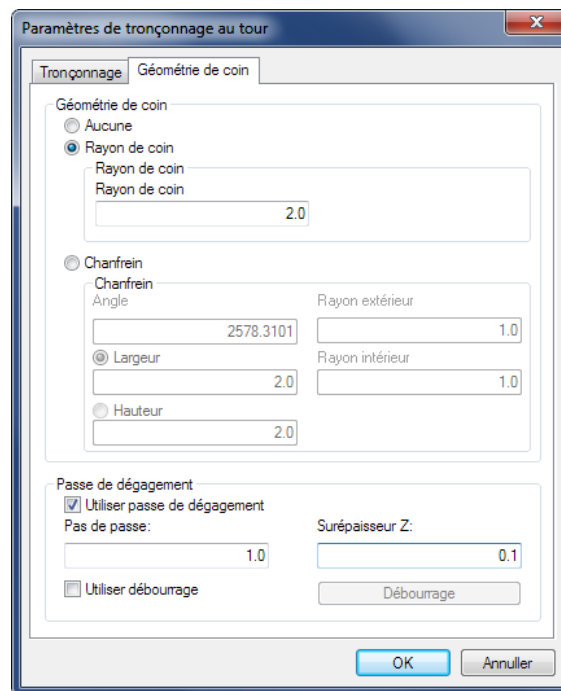 Paramètres de tronçonnage au tour
Tronçonnage Géométrie de coin
Géométrie de coin
Aucune
Rayon de coin
Rayon de coin
Rayon de coin
2.0
Chanfrein
Chanfrein
Angle Rayon extérieur
2578.3101 1.0
Largeur Rayon intérieur
2.0 1.0
Hauteur
2.0
Passe de dégagement
Utiliser passe de dégagement
Pas de passe: Surépaisseur Z:
1.0 0.1
Utiliser débourrage Débourrage
OK Annuller